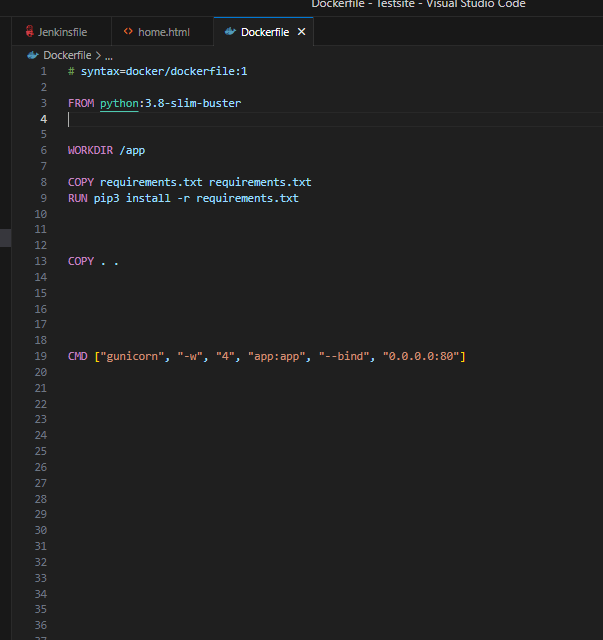 Dockerfile - Testsite - Visual Studio Code
Jenkinsfile
home.html
Dockerfile
Dockerfile > ...
1 # syntax=docker/dockerfile:1
2
3 FROM python:3.8-slim-buster
4
5
6 WORKDIR /app
7
8 COPY requirements.txt requirements.txt
9 RUN pip3 install -r requirements.txt
10
11
12
13 COPY . .
14
15
16
17
18
19 CMD ["gunicorn", "-w", "4", "app:app", "--bind", "0.0.0.0:80"]
20
21
22
23
24
25
26
27
28
29
30
31
32
33
34
35
36
37